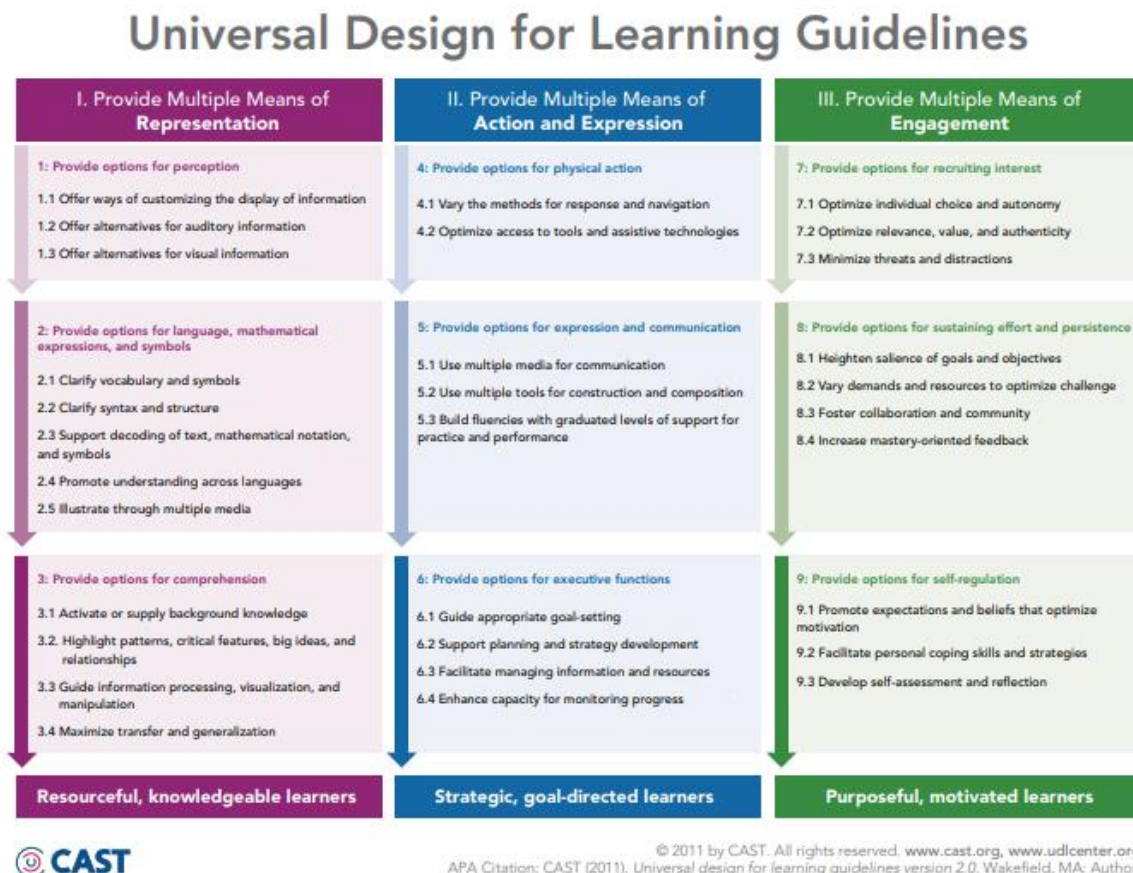 Universal Design for Learning Guidelines
I. Provide Multiple Means of
Representation
1: Provide options for perception
1.1 Offer ways of customizing the display of information
1.2 Offer alternatives for auditory information
1.3 Offer alternatives for visual information
2: Provide options for language, mathematical
expressions, and symbols
2.1 Clarify vocabulary and symbols
2.2 Clarify syntax and structure
2.3 Support decoding of text, mathematical notation,
and symbols
2.4 Promote understanding across languages
2.5 Illustrate through multiple media
3: Provide options for comprehension
3.1 Activate or supply background knowledge
3.2. Highlight patterns, critical features, big ideas, and
relationships
3.3 Guide information processing, visualization, and
manipulation
3.4 Maximize transfer and generalization
Resourceful, knowledgeable learners
II. Provide Multiple Means of
Action and Expression
4: Provide options for physical action
4.1 Vary the methods for response and navigation
4.2 Optimize access to tools and assistive technologies
5: Provide options for expression and communication
5.1 Use multiple media for communication
5.2 Use multiple tools for construction and composition
5.3 Build fluencies with graduated levels of support for
practice and performance
6: Provide options for executive functions
6.1 Guide appropriate goal-setting
6.2 Support planning and strategy development
6.3 Facilitate managing information and resources
6.4 Enhance capacity for monitoring progress
Strategic, goal-directed learners
III. Provide Multiple Means of
Engagement
7: Provide options for recruiting interest
7.1 Optimize individual choice and autonomy
7.2 Optimize relevance, value, and authenticity
7.3 Minimize threats and distractions
8: Provide options for sustaining effort and persistence
8.1 Heighten salience of goals and objectives
8.2 Vary demands and resources to optimize challenge
8.3 Foster collaboration and community
8.4 Increase mastery-oriented feedback
9: Provide options for self-regulation
9.1 Promote expectations and beliefs that optimize
motivation
9.2 Facilitate personal coping skills and strategies
9.3 Develop self-assessment and reflection
Purposeful, motivated learners
CAST
© 2011 by CAST. All rights reserved. www.cast.org, www.udlcenter.org
APA Citation: CAST (2011). Universal design for learning guidelines version 2.0. Wakefield, MA: Author